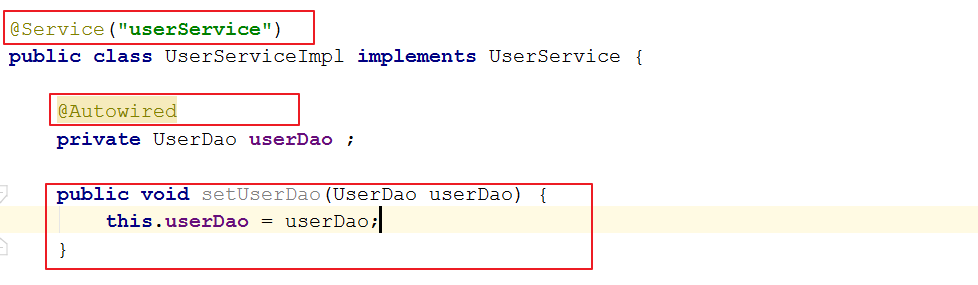 @Service("userService")
public class UserServiceImpl implements UserService {
@Autowired
private UserDao userDao ;
public void setUserDao(UserDao userDao) {
this.userDao = userDao;
}